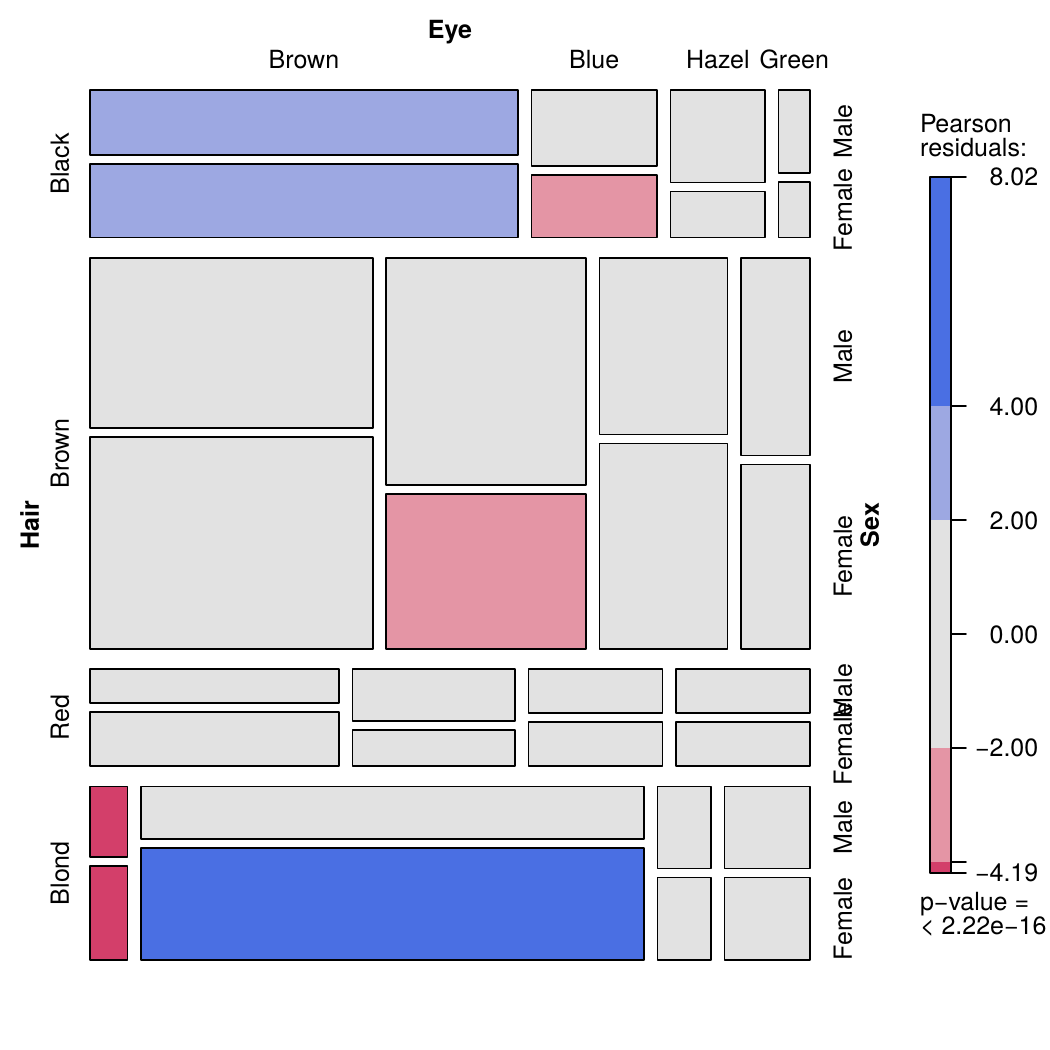 Eye
Brown Blue Hazel Green
Pearson
residuals:
8.02
4.00
2.00
0.00
−2.00
−4.19
p−value =
< 2.22e−16
Hair
Black
Brown
Red
Blond
Sex
Male
Female
Male
Female
Male
Female
Male
Female